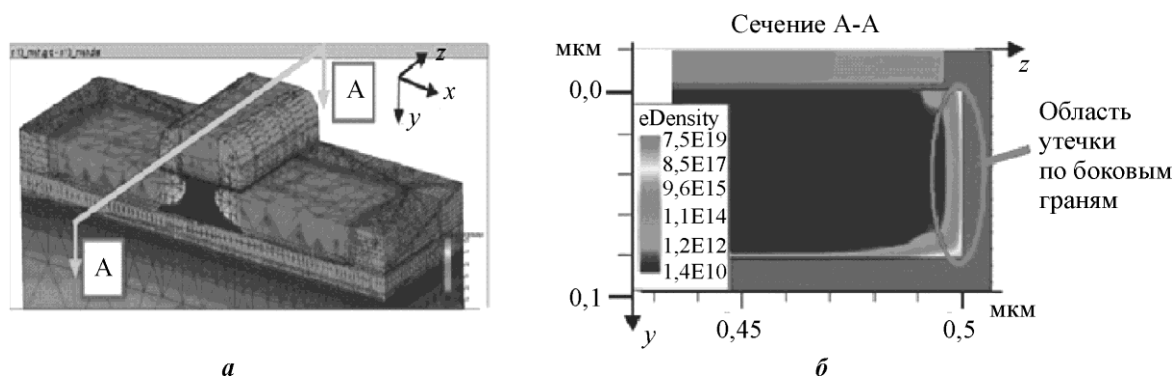 A
z
x
y
A
а
Сечение А-А
мкм
z
0,0
eDensity
7,5E19
8,5E17
9,6E15
1,1E14
1,2E12
1,4E10
Область
утечки
по боковым
граням
0,1
мкм
y
0,45
0,5
б